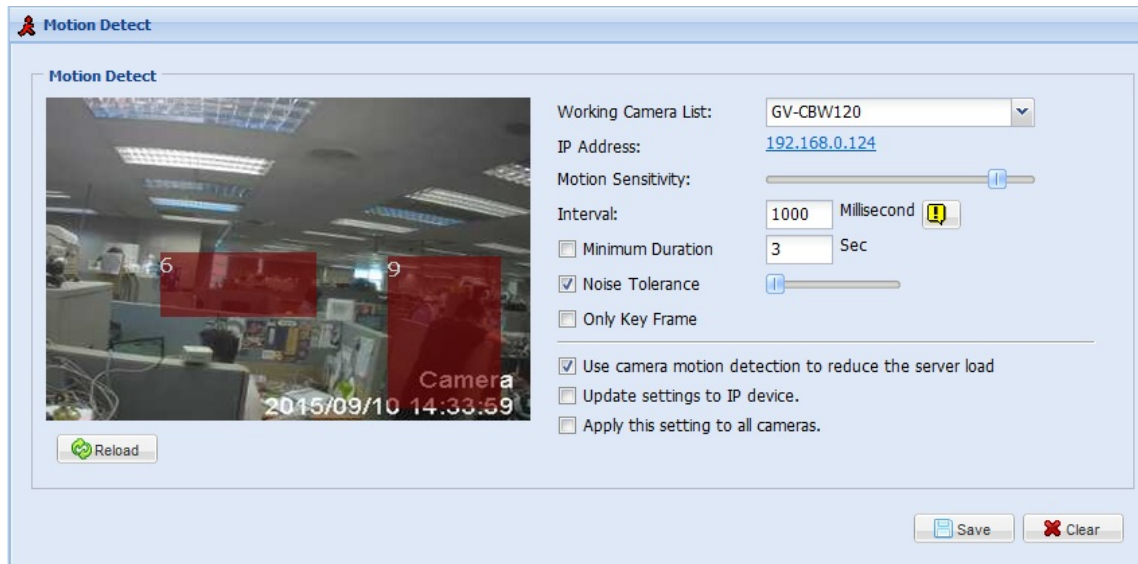 Motion Detect
Motion Detect
6
9
Camera
2015/09/10 14:33:59
Reload
Working Camera List: GV-CBW120
IP Address: 192.168.0.124
Motion Sensitivity:
Interval: 1000 Millisecond
Minimum Duration 3 Sec
Noise Tolerance
Only Key Frame
Use camera motion detection to reduce the server load
Update settings to IP device.
Apply this setting to all cameras.
Save Clear